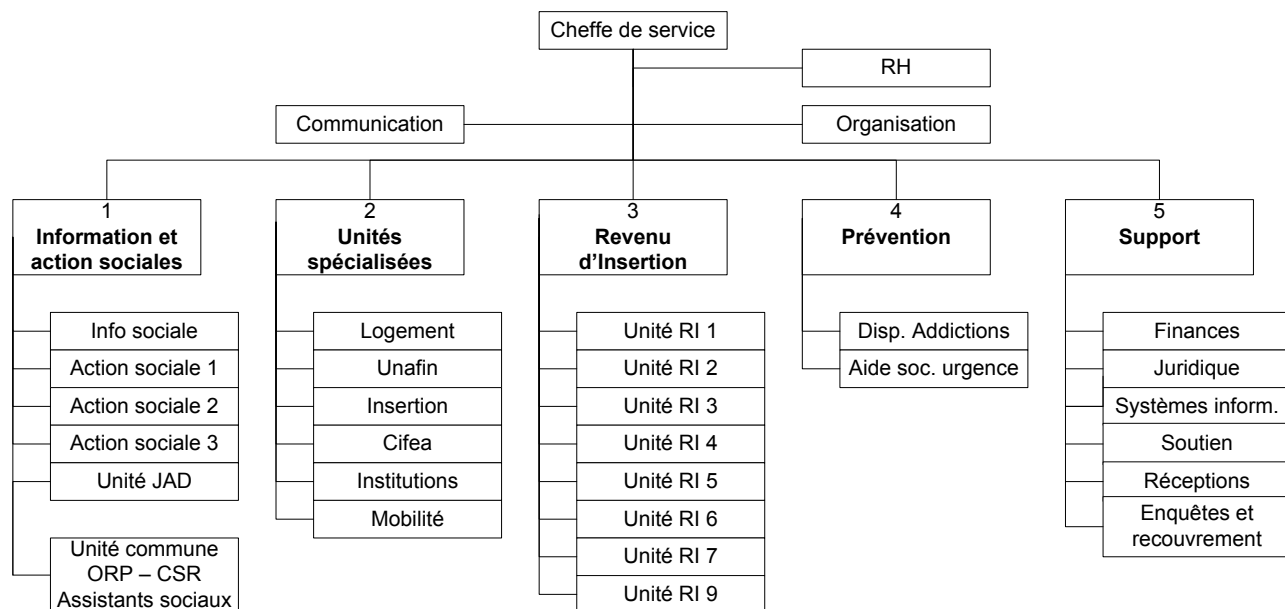 Cheffe de service
RH
Communication
Organisation
1
Information et
action sociales
Info sociale
Action sociale 1
Action sociale 2
Action sociale 3
Unité JAD
Unité commune
ORP – CSR
Assistants sociaux
2
Unités
spécialisées
Logement
Unafin
Insertion
Cifea
Institutions
Mobilité
3
Revenu
d'Insertion
Unité RI 1
Unité RI 2
Unité RI 3
Unité RI 4
Unité RI 5
Unité RI 6
Unité RI 7
Unité RI 9
4
Prévention
Disp. Addictions
Aide soc. urgence
5
Support
Finances
Juridique
Systèmes inform.
Soutien
Réceptions
Enquêtes et
recouvrement